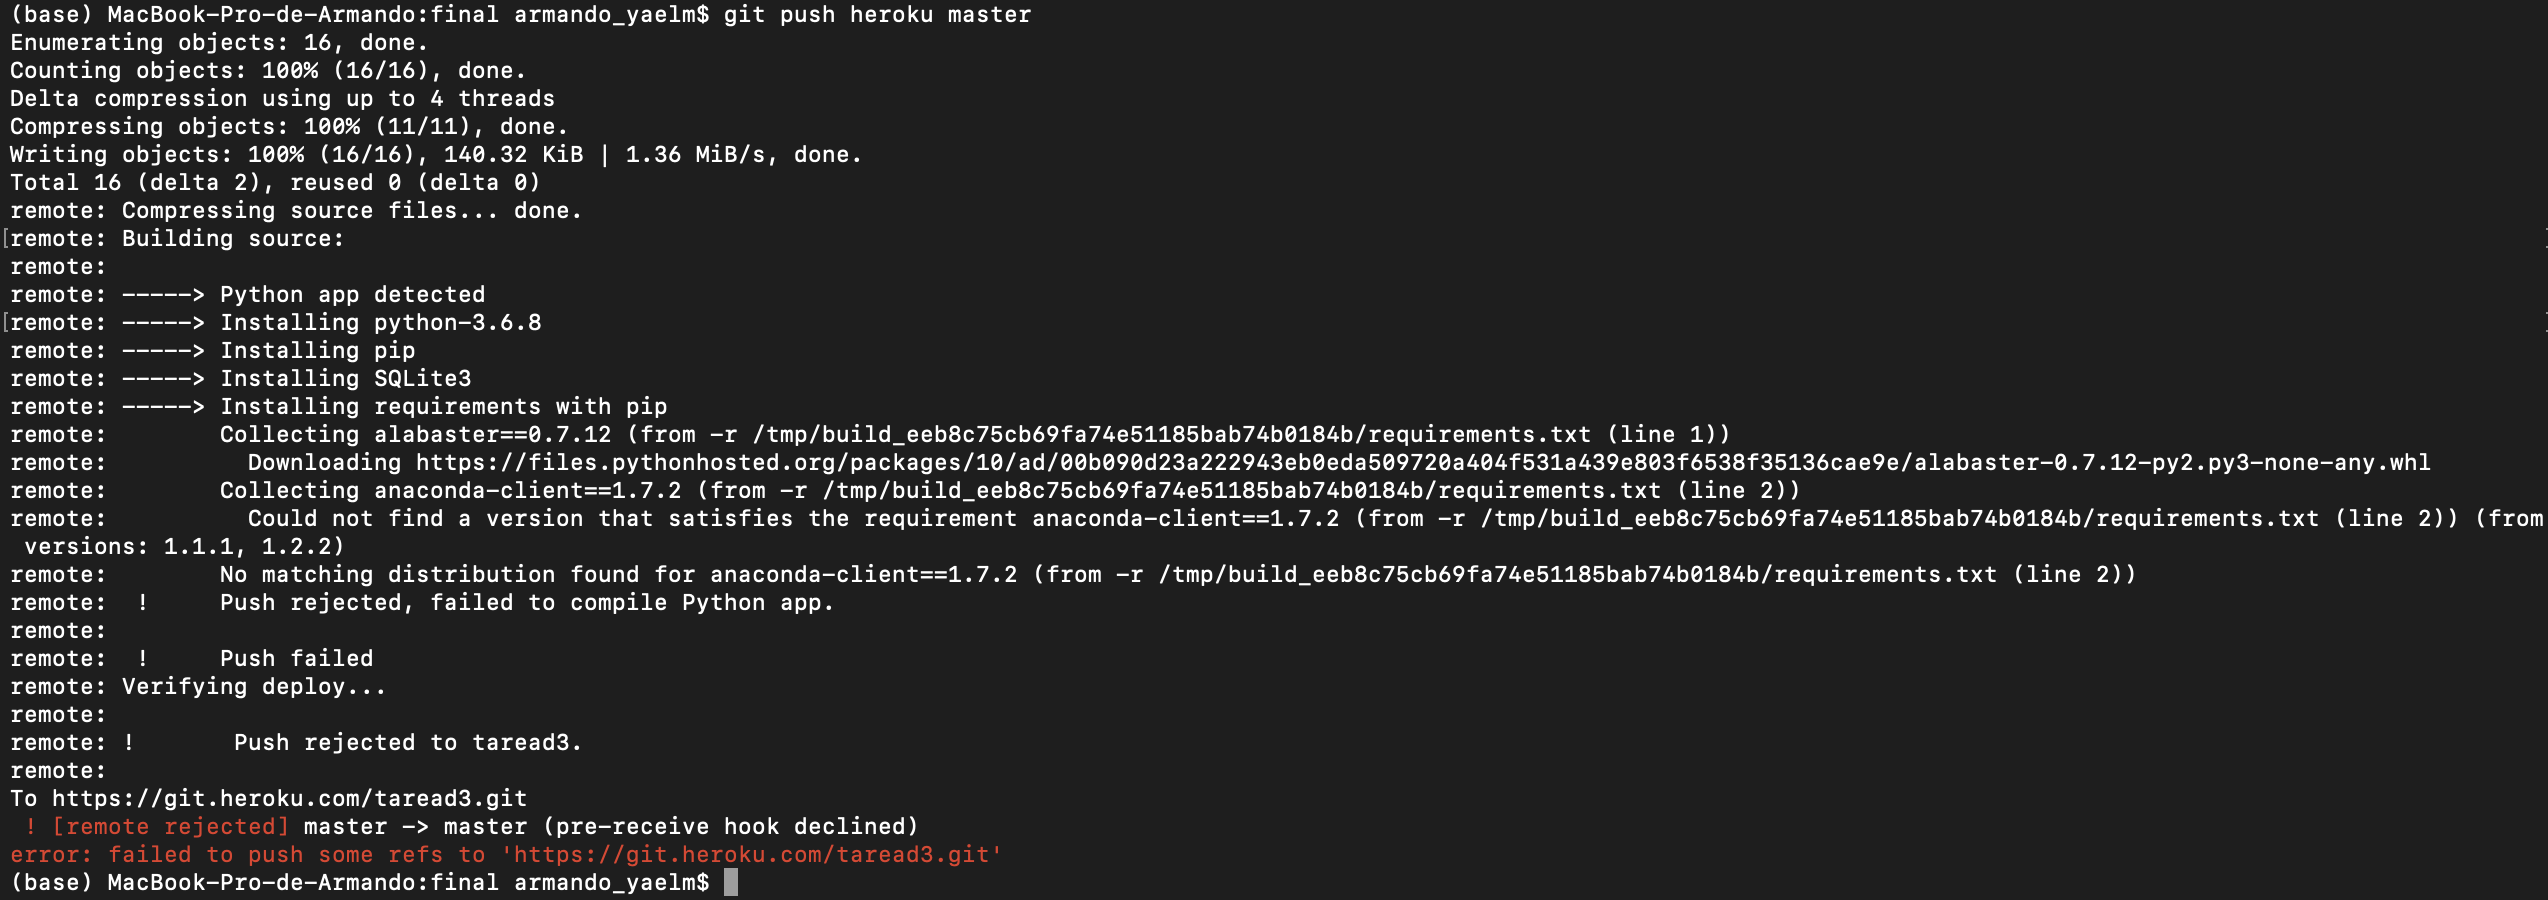 (base) MacBook-Pro-de-Armando:final armando_yaelm$ git push heroku master
Enumerating objects: 16, done.
Counting objects: 100% (16/16), done.
Delta compression using up to 4 threads
Compressing objects: 100% (11/11), done.
Writing objects: 100% (16/16), 140.32 KiB | 1.36 MiB/s, done.
Total 16 (delta 2), reused 0 (delta 0)
remote: Compressing source files... done.
[remote: Building source:                ]
remote:
remote: -----> Python app detected
[remote: -----> Installing python-3.6.8                ]
remote: -----> Installing pip
remote: -----> Installing SQLite3
remote: -----> Installing requirements with pip
remote:        Collecting alabaster==0.7.12 (from -r /tmp/build_eeb8c75cb69fa74e51185bab74b0184b/requirements.txt (line 1))
remote:          Downloading https://files.pythonhosted.org/packages/10/ad/00b090d23a222943eb0eda509720a404f531a439e803f6538f35136cae9e/alabaster-0.7.12-py2.py3-none-any.whl
remote:        Collecting anaconda-client==1.7.2 (from -r /tmp/build_eeb8c75cb69fa74e51185bab74b0184b/requirements.txt (line 2))
remote:          Could not find a version that satisfies the requirement anaconda-client==1.7.2 (from -r /tmp/build_eeb8c75cb69fa74e51185bab74b0184b/requirements.txt (line 2)) (from
 versions: 1.1.1, 1.2.2)
remote:        No matching distribution found for anaconda-client==1.7.2 (from -r /tmp/build_eeb8c75cb69fa74e51185bab74b0184b/requirements.txt (line 2))
remote:  !     Push rejected, failed to compile Python app.
remote:
remote:  !     Push failed
remote: Verifying deploy...
remote:
remote: !       Push rejected to taread3.
remote:
To https://git.heroku.com/taread3.git
 ! [remote rejected] master -> master (pre-receive hook declined)
error: failed to push some refs to 'https://git.heroku.com/taread3.git'
(base) MacBook-Pro-de-Armando:final armando_yaelm$